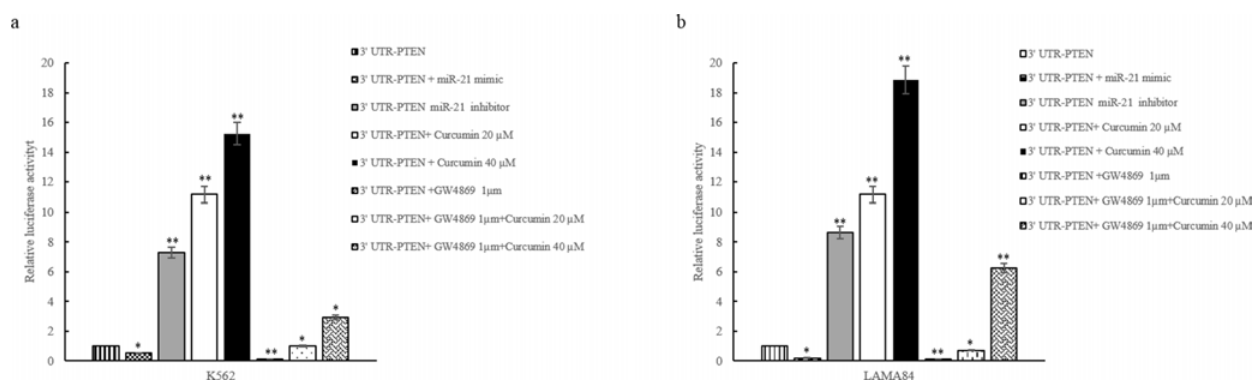 a
3' UTR-PTEN
3' UTR-PTEN + miR-21 mimic
3' UTR-PTEN miR-21 inhibitor
3' UTR-PTEN+ Curcumin 20 µM
3' UTR-PTEN + Curcumin 40 µM
3' UTR-PTEN +GW4869 1µm
3' UTR-PTEN+ GW4869 1µm+Curcumin 20 µM
3' UTR-PTEN+ GW4869 1µm+Curcumin 40 µM
Relative luciferase activityt
20
18
16
14
12
10
8
6
4
2
0
*
**
**
**
**
*
*
K562
b
3' UTR-PTEN
3' UTR-PTEN + miR-21 mimic
3' UTR-PTEN miR-21 inhibitor
3' UTR-PTEN+ Curcumin 20 µM
3' UTR-PTEN + Curcumin 40 µM
3' UTR-PTEN +GW4869 1µm
3' UTR-PTEN+ GW4869 1µm+Curcumin 20 µM
3' UTR-PTEN+ GW4869 1µm+Curcumin 40 µM
Relative luciferase activity
20
18
16
14
12
10
8
6
4
2
0
*
**
**
**
**
*
**
LAMA84